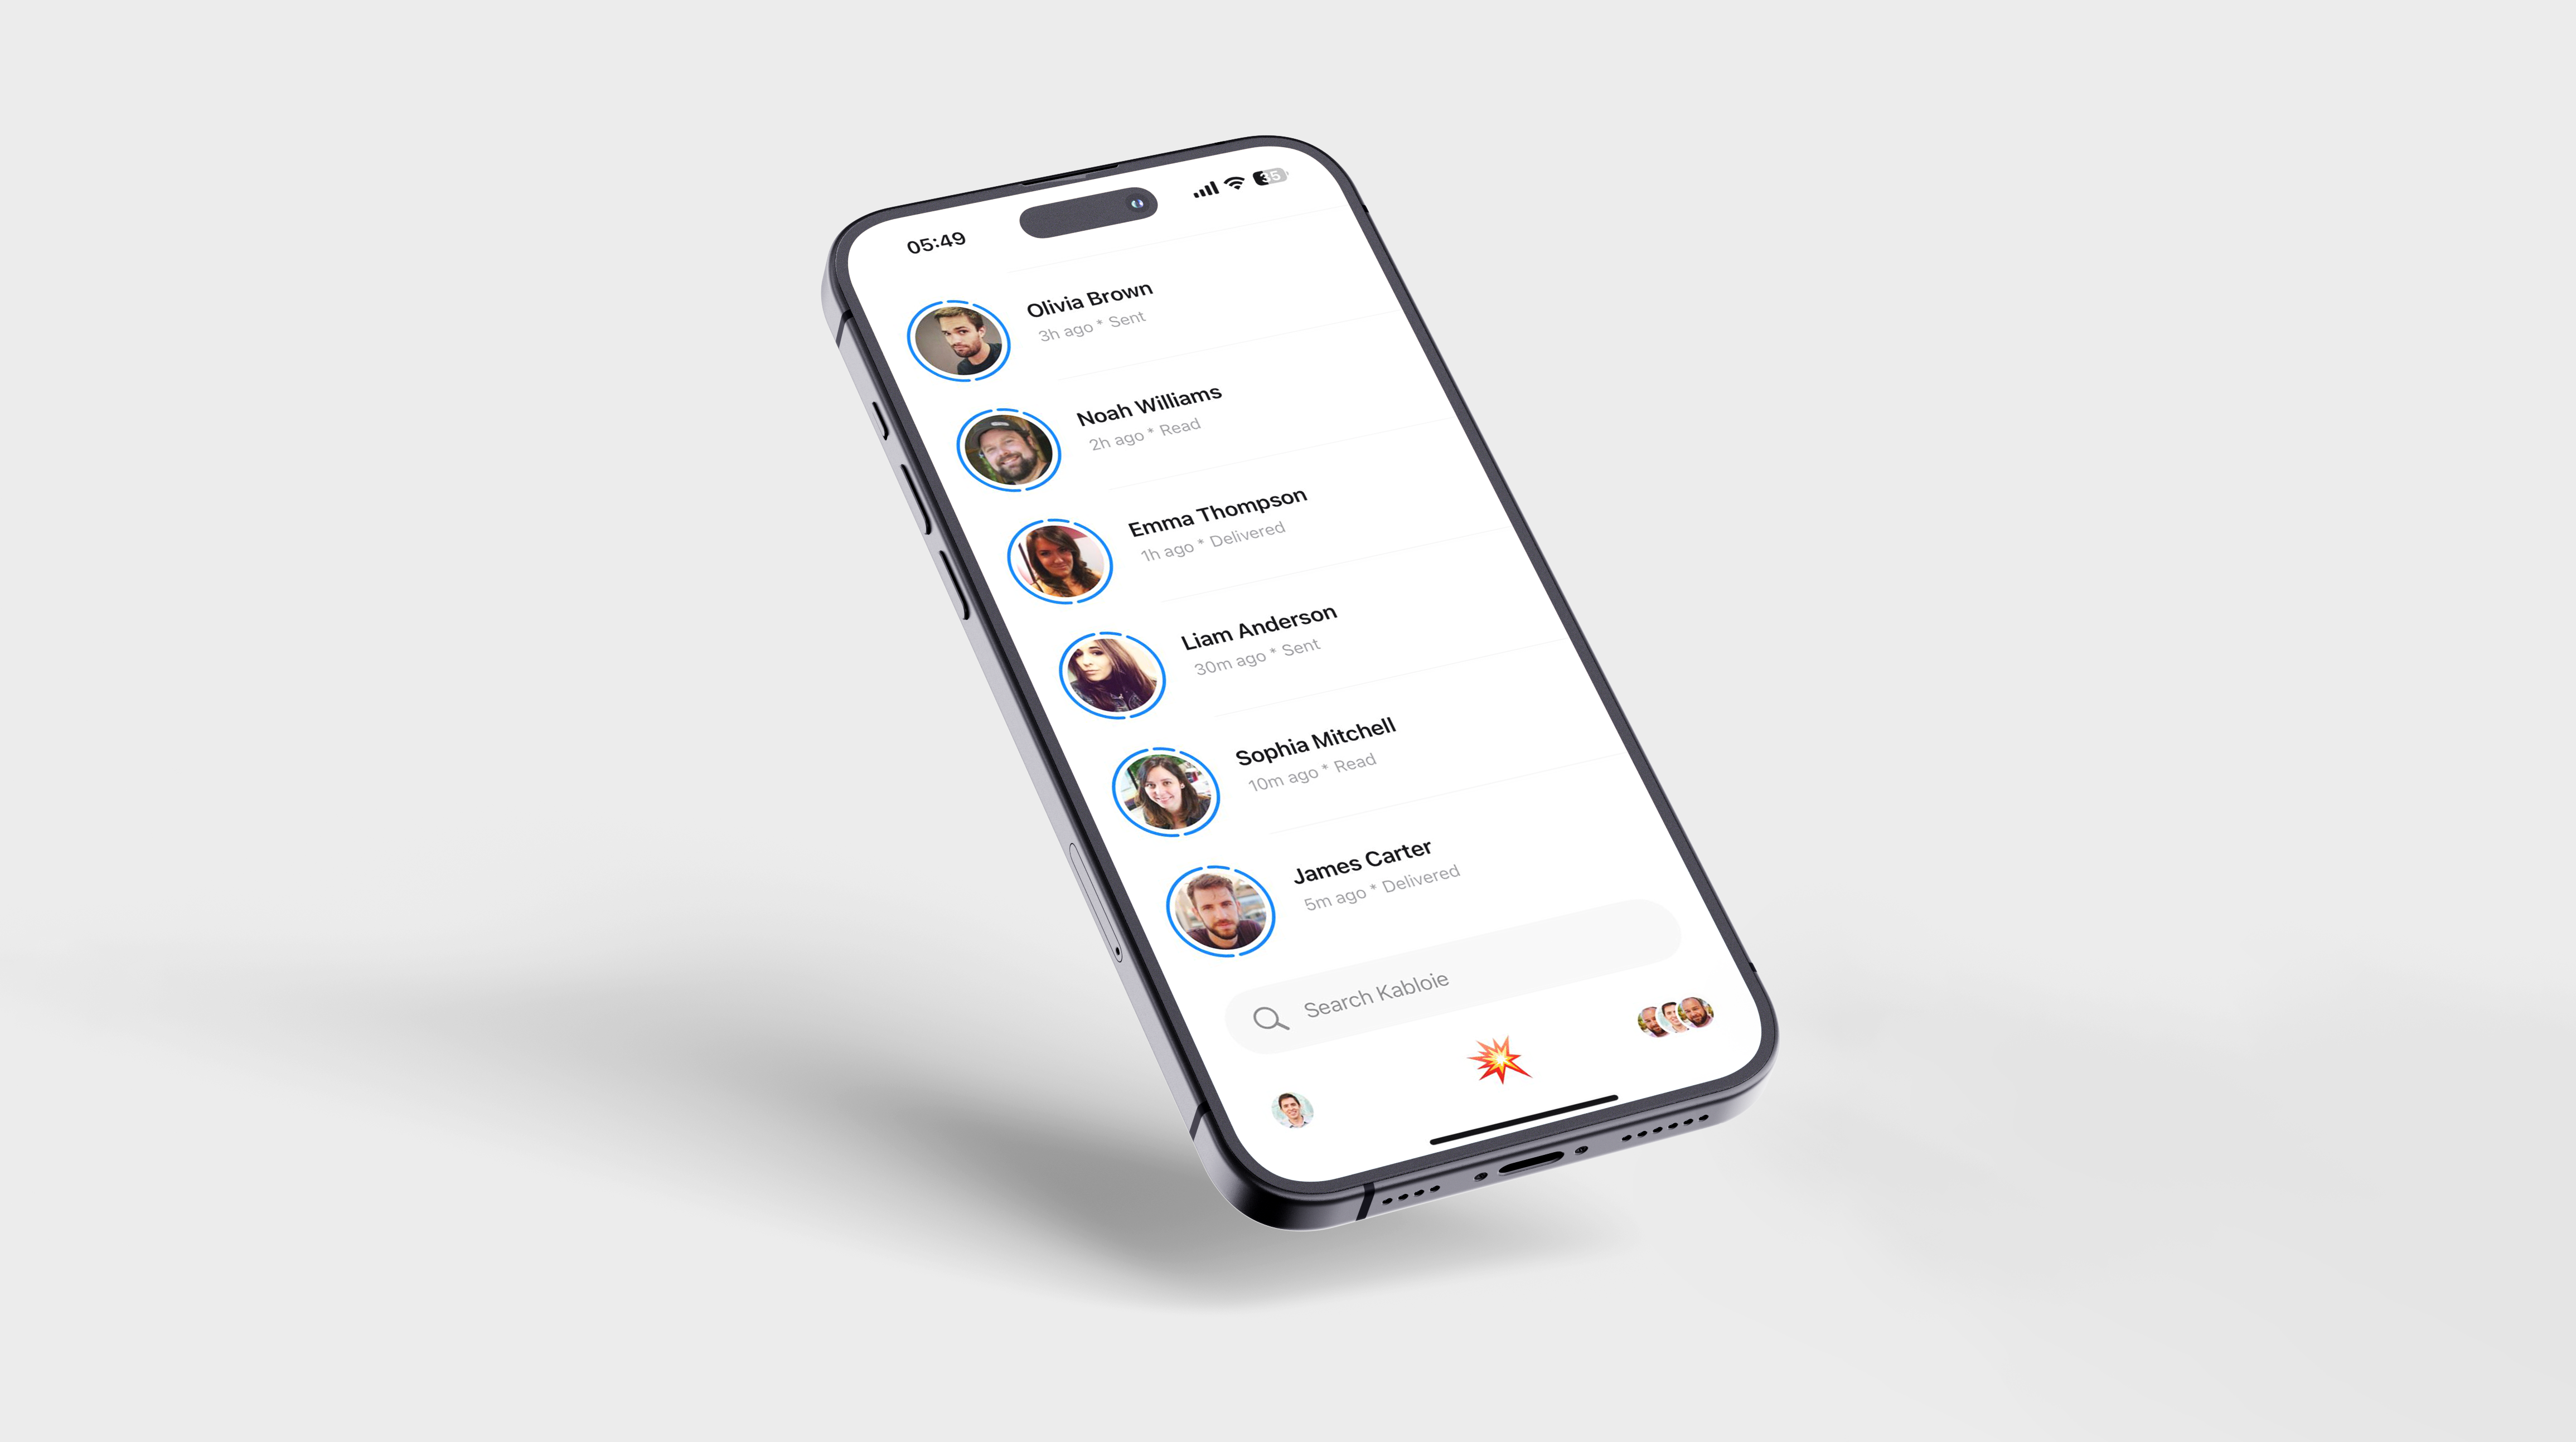 05:49
35
Olivia Brown
3h ago * Sent
Noah Williams
2h ago * Read
Emma Thompson
1h ago * Delivered
Liam Anderson
30m ago * Sent
Sophia Mitchell
10m ago * Read
James Carter
5m ago * Delivered
Search Kabloie